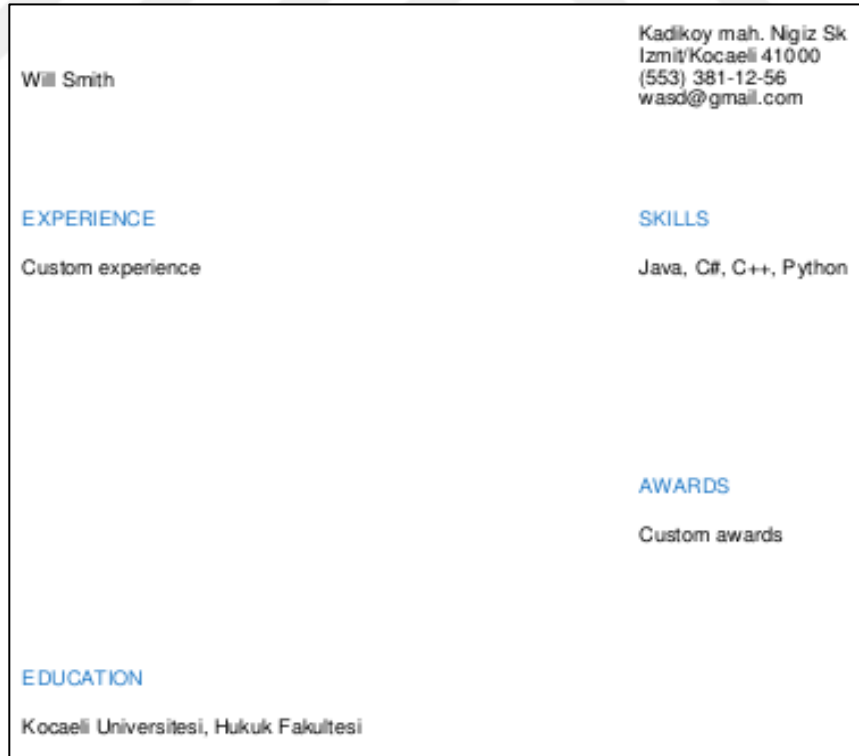 Will Smith
Kadikoy mah. Nigiz Sk
Izmit/Kocaeli 41000
(553) 381-12-56
wasd@gmail.com
EXPERIENCE
Custom experience
SKILLS
Java, C#, C++, Python
AWARDS
Custom awards
EDUCATION
Kocaeli Universitesi, Hukuk Fakultesi